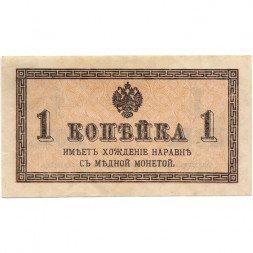 1 КОПѢЙКА 1
ИМѢЕТЪ ХОЖДЕНІЕ НАРАВНѢ
СЪ МѢДНОЙ МОНЕТОЙ.